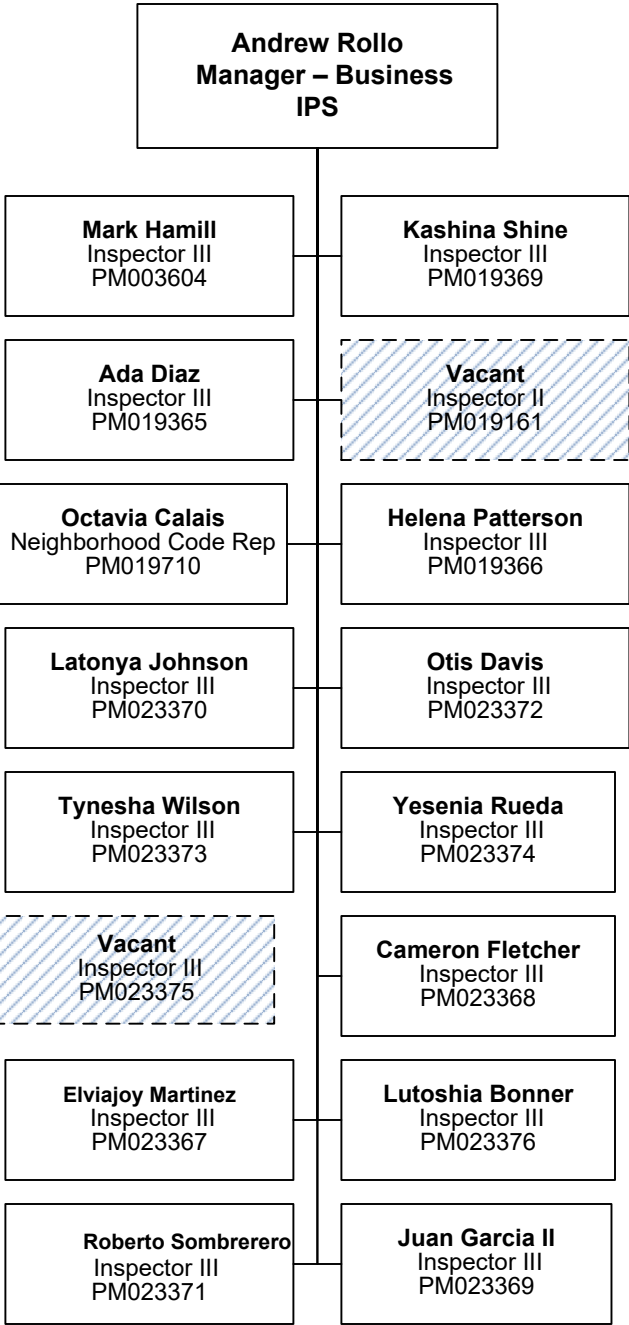 Andrew Rollo
Manager – Business
IPS
Mark Hamill
Inspector III
PM003604
Kashina Shine
Inspector III
PM019369
Ada Diaz
Inspector III
PM019365
Vacant
Inspector II
PM019161
Octavia Calais
Neighborhood Code Rep
PM019710
Helena Patterson
Inspector III
PM019366
Latonya Johnson
Inspector III
PM023370
Otis Davis
Inspector III
PM023372
Tynesha Wilson
Inspector III
PM023373
Yesenia Rueda
Inspector III
PM023374
Vacant
Inspector III
PM023375
Cameron Fletcher
Inspector III
PM023368
Elviajoy Martinez
Inspector III
PM023367
Lutoshia Bonner
Inspector III
PM023376
Roberto Sombrerero
Inspector III
PM023371
Juan Garcia II
Inspector III
PM023369